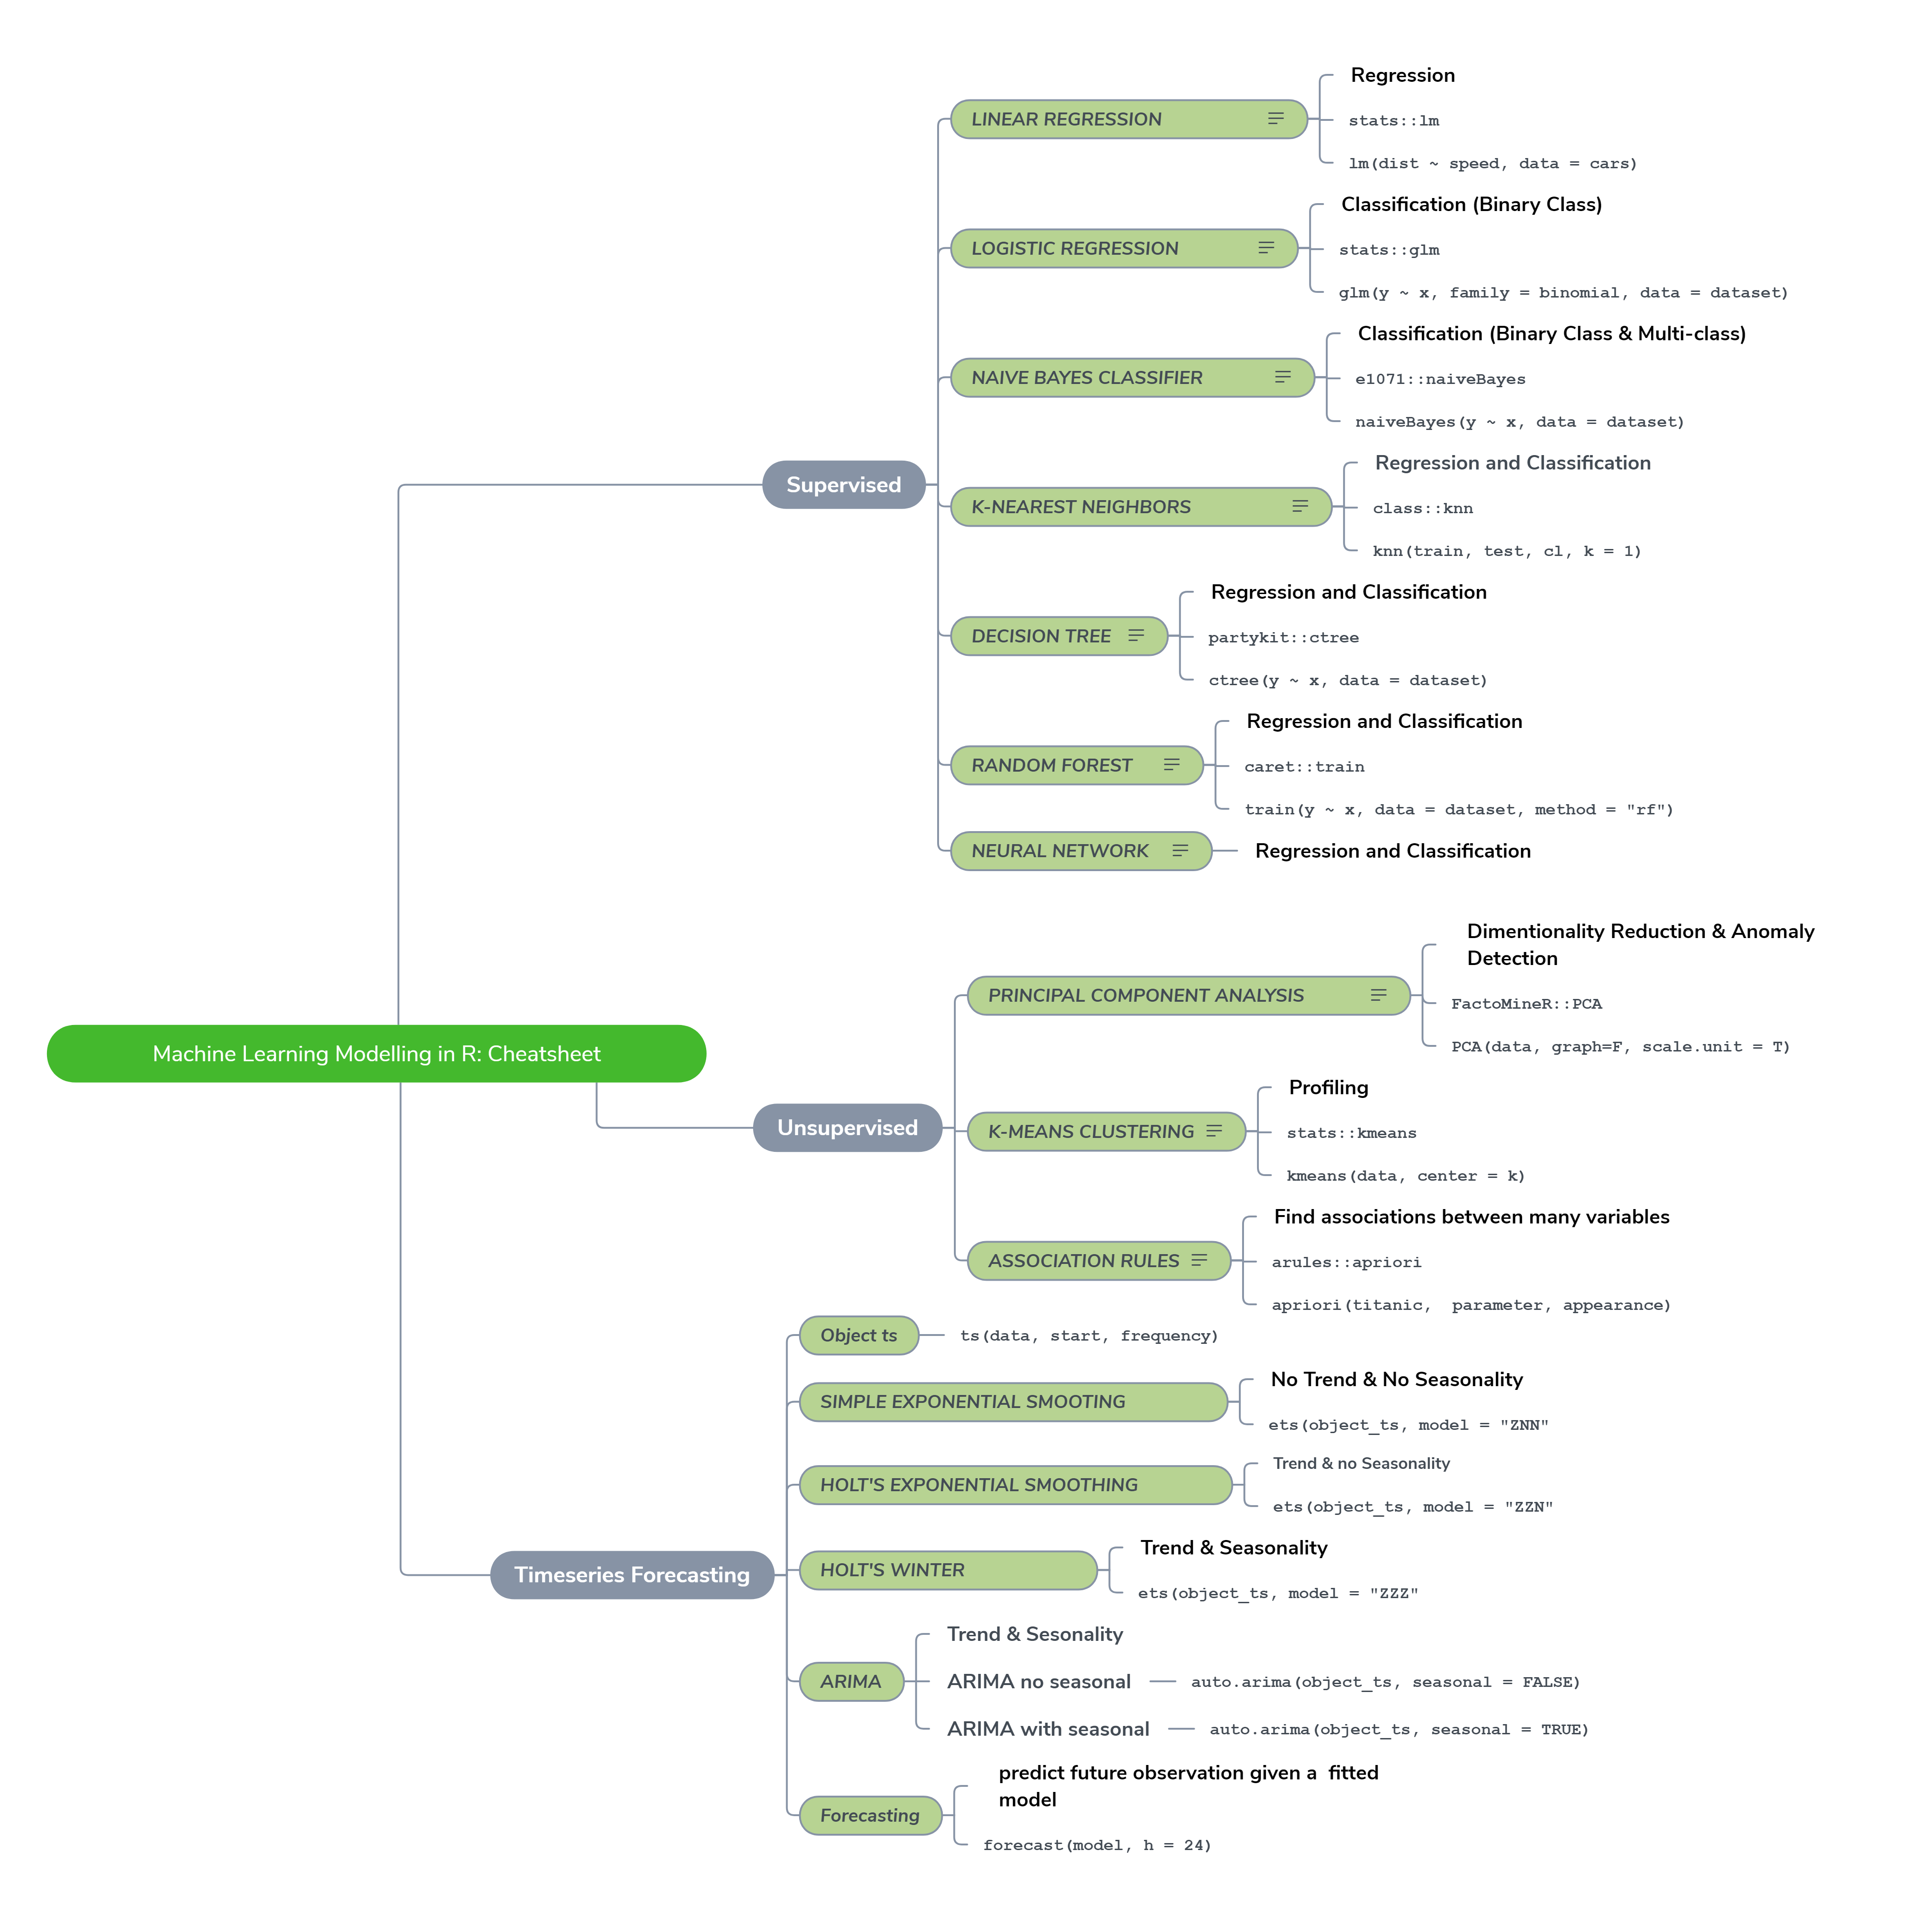 Machine Learning Modelling in R: Cheatsheet
Supervised
LINEAR REGRESSION
Regression
stats::lm
lm(dist ~ speed, data = cars)
LOGISTIC REGRESSION
Classification (Binary Class)
stats::glm
glm(y ~ x, family = binomial, data = dataset)
NAIVE BAYES CLASSIFIER
Classification (Binary Class & Multi-class)
e1071::naiveBayes
naiveBayes(y ~ x, data = dataset)
K-NEAREST NEIGHBORS
Regression and Classification
class::knn
knn(train, test, cl, k = 1)
DECISION TREE
Regression and Classification
partykit::ctree
ctree(y ~ x, data = dataset)
RANDOM FOREST
Regression and Classification
caret::train
train(y ~ x, data = dataset, method = "rf")
NEURAL NETWORK
Regression and Classification
Unsupervised
PRINCIPAL COMPONENT ANALYSIS
Dimentionality Reduction & Anomaly
Detection
FactoMineR::PCA
PCA(data, graph=F, scale.unit = T)
K-MEANS CLUSTERING
Profiling
stats::kmeans
kmeans(data, center = k)
ASSOCIATION RULES
Find associations between many variables
arules::apriori
apriori(titanic,  parameter, appearance)
Timeseries Forecasting
Object ts
ts(data, start, frequency)
SIMPLE EXPONENTIAL SMOOTING
No Trend & No Seasonality
ets(object_ts, model = "ZNN"
HOLT'S EXPONENTIAL SMOOTHING
Trend & no Seasonality
ets(object_ts, model = "ZZN"
HOLT'S WINTER
Trend & Seasonality
ets(object_ts, model = "ZZZ"
ARIMA
Trend & Sesonality
ARIMA no seasonal
auto.arima(object_ts, seasonal = FALSE)
ARIMA with seasonal
auto.arima(object_ts, seasonal = TRUE)
Forecasting
predict future observation given a  fitted
model
forecast(model, h = 24)